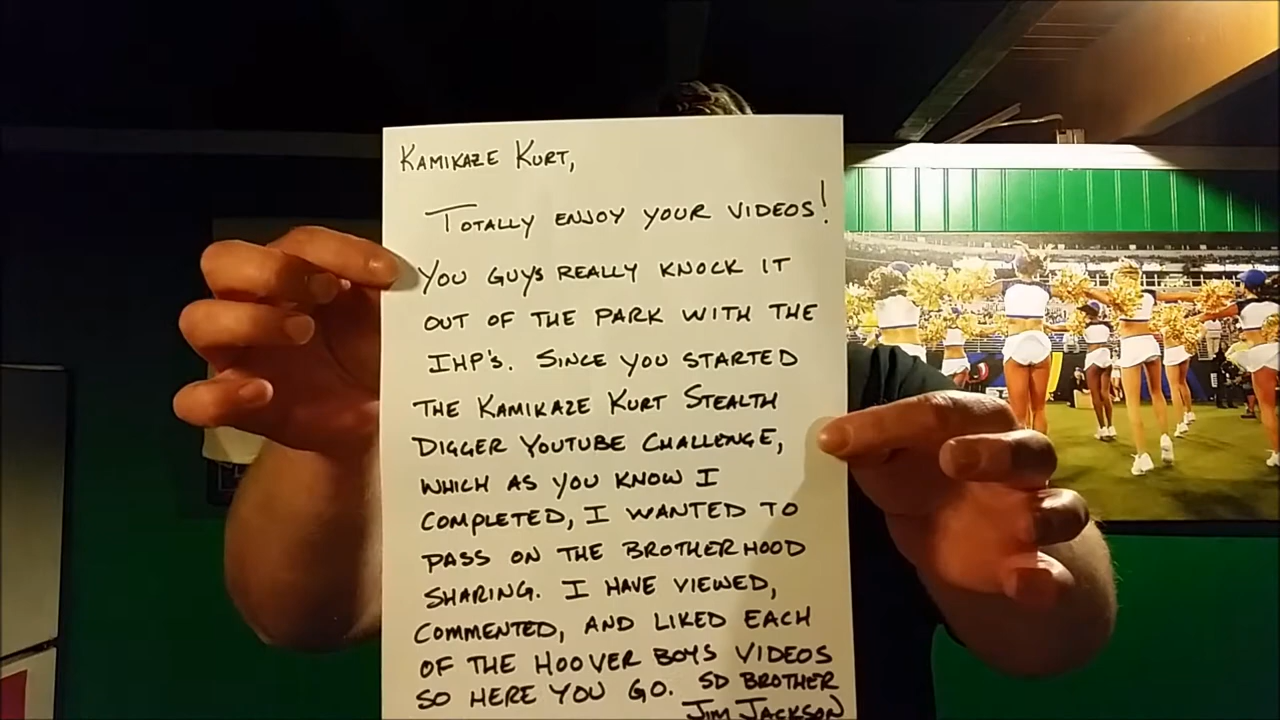 KAMIKAZE KURT,
TOTALLY ENJOY YOUR VIDEOS!
YOU GUYS REALLY KNOCK IT
OUT OF THE PARK WITH THE
IHP'S. SINCE YOU STARTED
THE KAMIKAZE KURT STEALTH
DIGGER YOUTUBE CHALLENGE,
WHICH AS YOU KNOW I
COMPLETED, I WANTED TO
PASS ON THE BROTHERHOOD
SHARING. I HAVE VIEWED,
COMMENTED, AND LIKED EACH
OF THE HOOVER BOYS VIDEOS
SO HERE YOU GO. SD BROTHER
JIM JACKSON